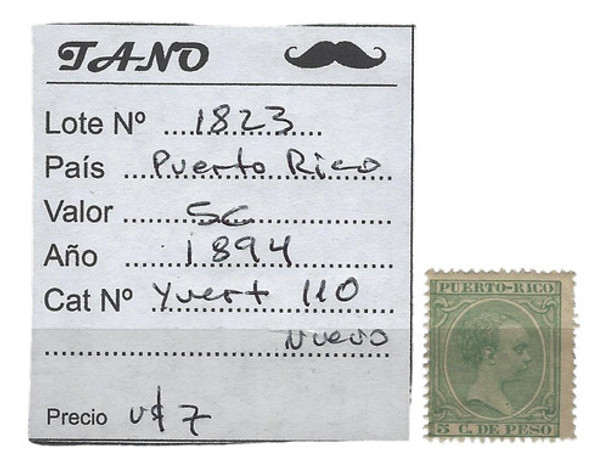 TANO
Lote Nº 1823
País Puerto Rico
Valor 5c
Año 1894
Cat Nº Yvert 110
Nuevo
Precio U$ 7
PUERTO-RICO
5 C. DE PESO